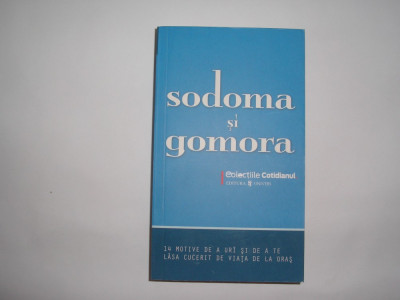 sodoma
și
gomora
Colecțiile Cotidianul
14 MOTIVE DE A URÎ ȘI DE A TE
LĂSA CUCERIT DE VIAȚA DE LA ORAȘ